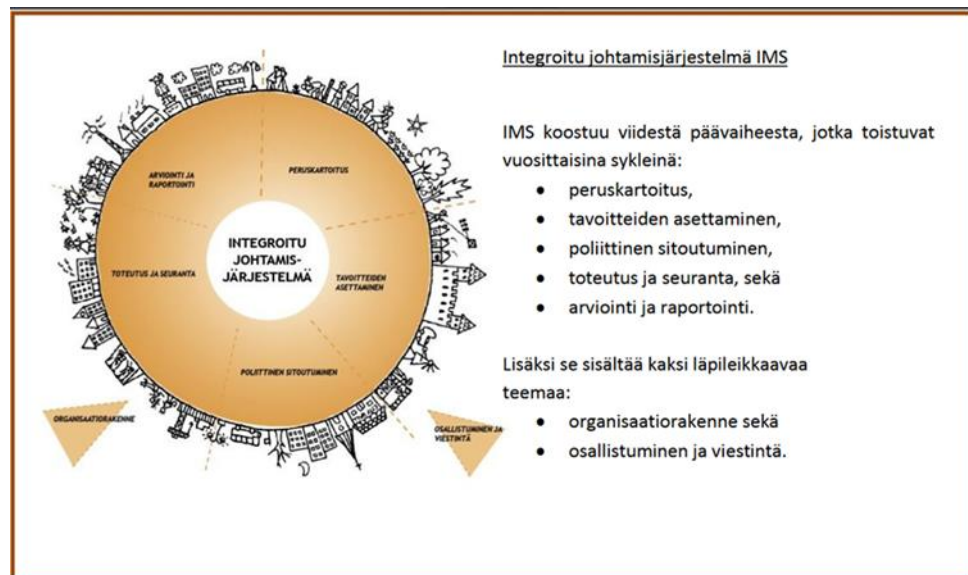 ARVIOINTI JA
RAPORTOINTI
PERUSKARTOITUS
INTEGROITU
JOHTAMIS-
JÄRJESTELMÄ
TOTEUTUS JA SEURANTA
TAVOITTEIDEN
ASETTAMINEN
POLIITTINEN SITOUTUMINEN
ORGANISAATIORAKENNE
OSALLISTUMINEN JA
VIESTINTÄ
Integroitu johtamisjärjestelmä IMS
IMS koostuu viidestä päävaiheesta, jotka toistuvat
vuosittaisina sykleinä:
• peruskartoitus,
• tavoitteiden asettaminen,
• poliittinen sitoutuminen,
• toteutus ja seuranta, sekä
• arviointi ja raportointi.
Lisäksi se sisältää kaksi läpileikkaavaa
teemaa:
• organisaatiorakenne sekä
• osallistuminen ja viestintä.